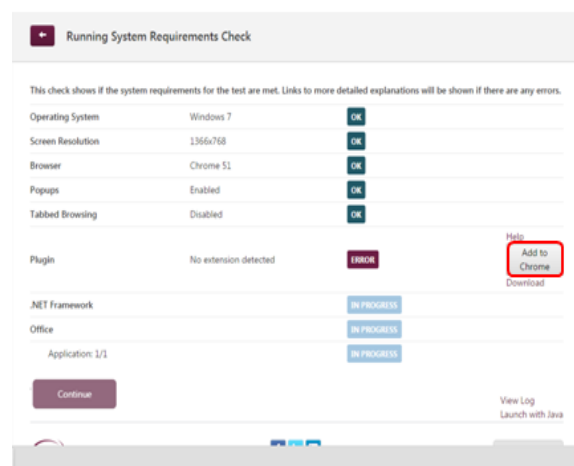 Running System Requirements Check
This check shows if the system requirements for the test are met. Links to more detailed explanations will be shown if there are any errors.
Operating System Windows 7 OK
Screen Resolution 1366x768 OK
Browser Chrome 51 OK
Popups Enabled OK
Tabbed Browsing Disabled OK
Help
Plugin No extension detected ERROR Add to
Chrome
Download
.NET Framework IN PROGRESS
Office IN PROGRESS
Application: 1/1 IN PROGRESS
Continue
View Log
Launch with Java